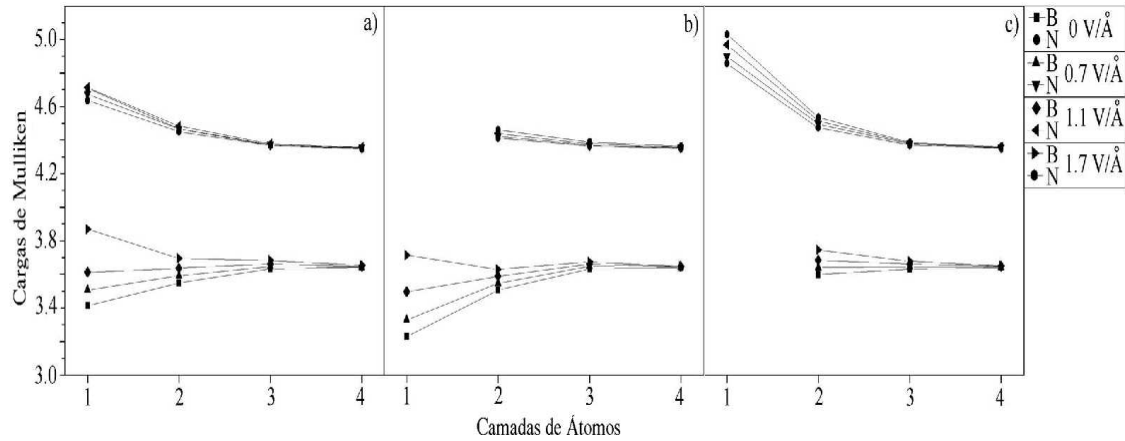 a)
b)
c)
B
N
0 V/Å
B
N
0.7 V/Å
B
N
1.1 V/Å
B
N
1.7 V/Å
Cargas de Mulliken
5.0
4.6
4.2
3.8
3.4
3.0
1 2 3 4 1 2 3 4 1 2 3 4
Camadas de Átomos